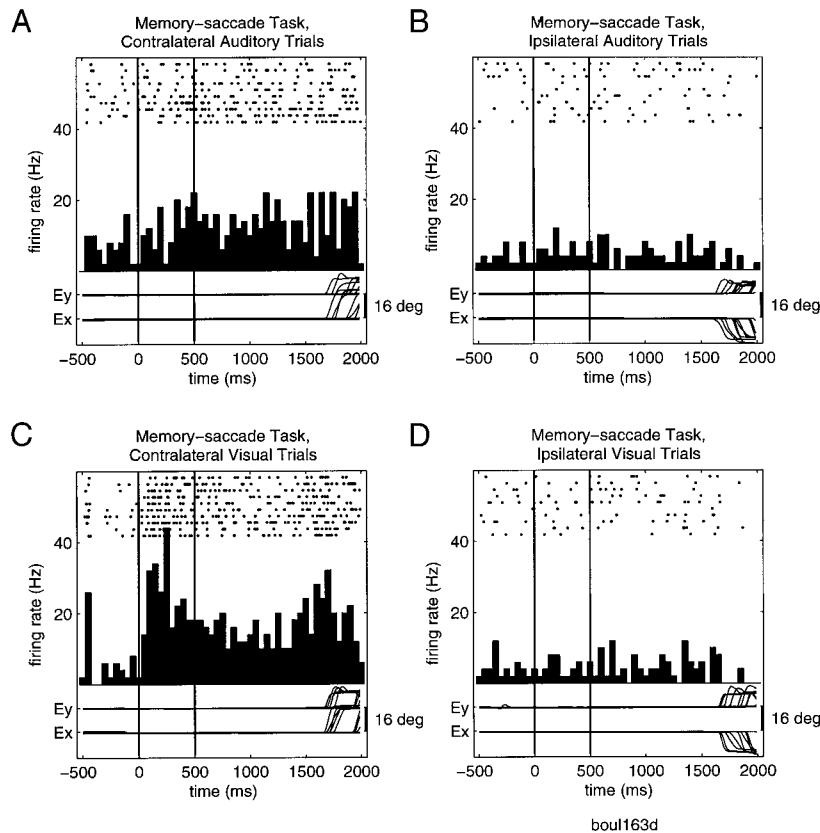 A
Memory-saccade Task,
Contralateral Auditory Trials
firing rate (Hz)
40
20
Ey
Ex
16 deg
-500 0 500 1000 1500 2000
time (ms)
B
Memory-saccade Task,
Ipsilateral Auditory Trials
firing rate (Hz)
40
20
Ey
Ex
16 deg
-500 0 500 1000 1500 2000
time (ms)
C
Memory-saccade Task,
Contralateral Visual Trials
firing rate (Hz)
40
20
Ey
Ex
16 deg
-500 0 500 1000 1500 2000
time (ms)
D
Memory-saccade Task,
Ipsilateral Visual Trials
firing rate (Hz)
40
20
Ey
Ex
16 deg
-500 0 500 1000 1500 2000
time (ms)
boul163d